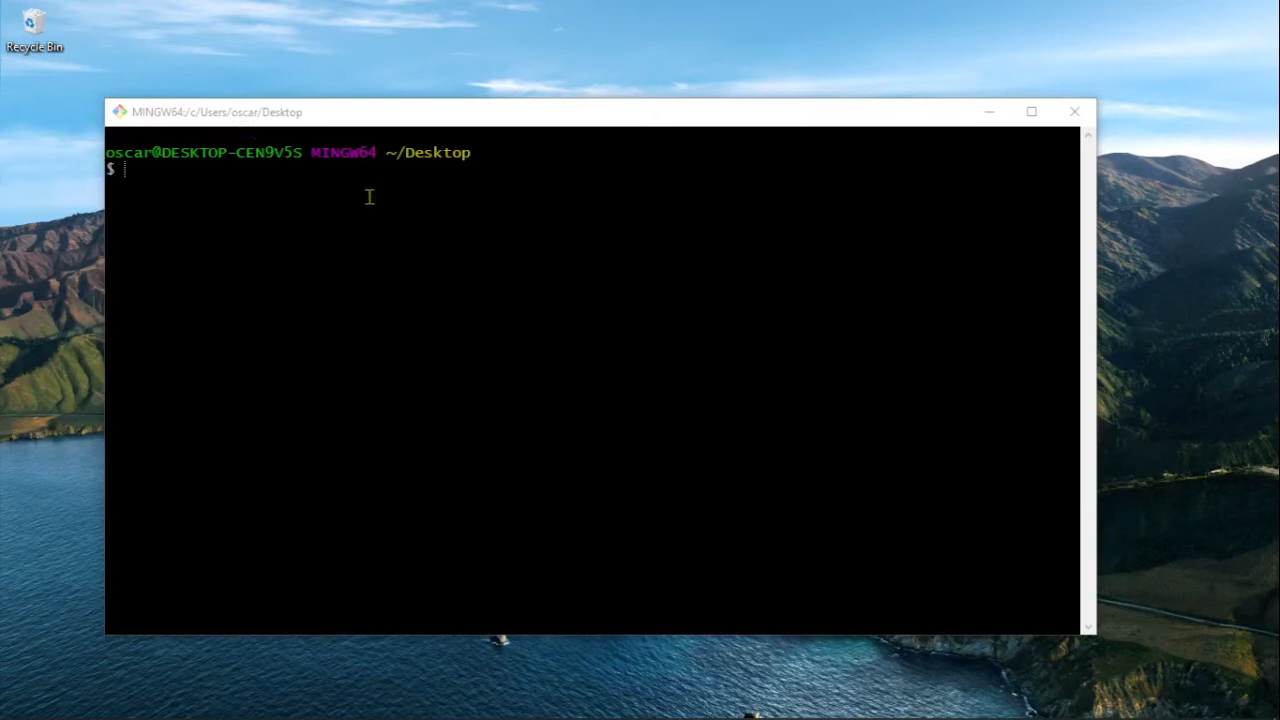 Recycle Bin
MINGW64:/c/Users/oscar/Desktop
oscar@DESKTOP-CEN9V5S MINGW64 ~/Desktop
$